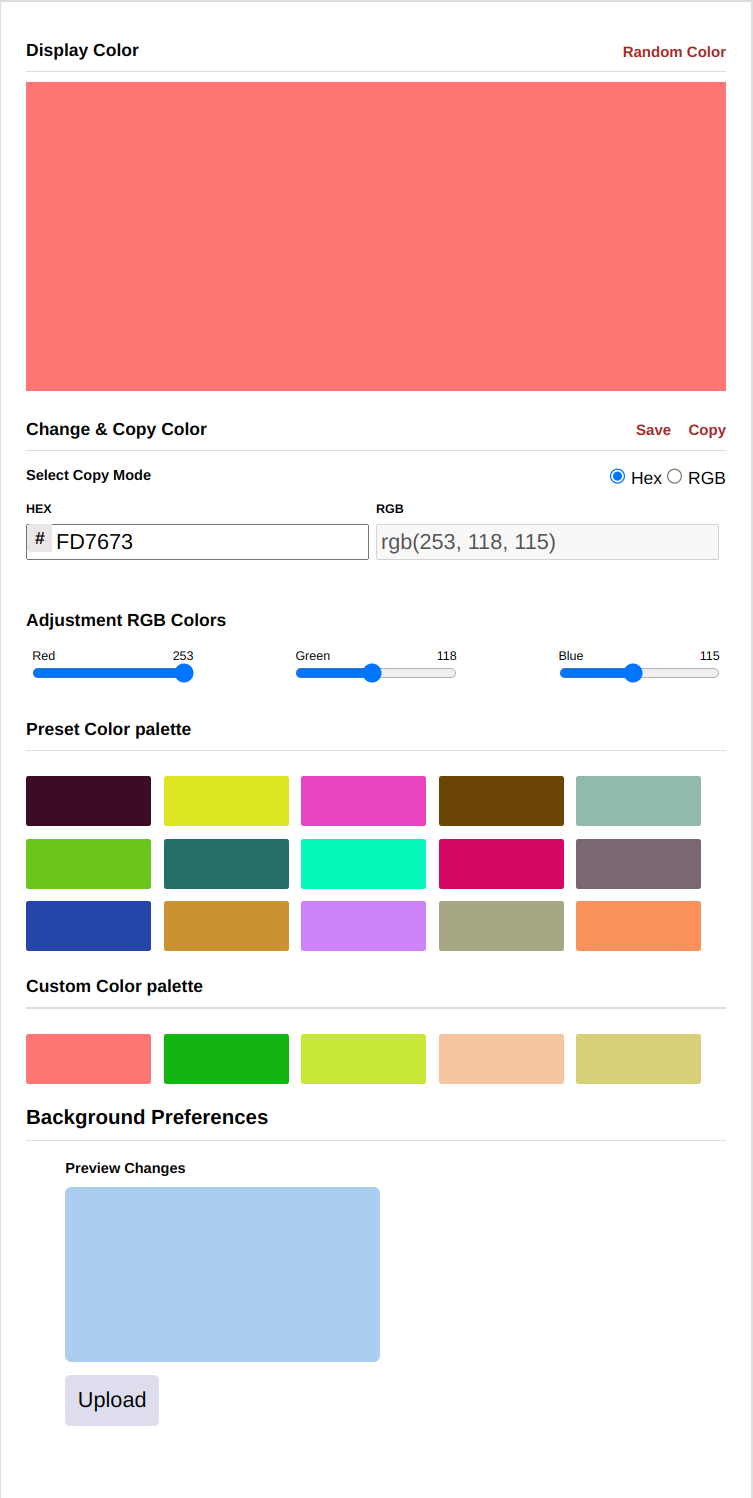 Display Color Random Color
Change & Copy Color Save Copy
Select Copy Mode Hex RGB
HEX RGB
# FD7673 rgb(253, 118, 115)
Adjustment RGB Colors
Red 253 Green 118 Blue 115
Preset Color palette
Custom Color palette
Background Preferences
Preview Changes
Upload